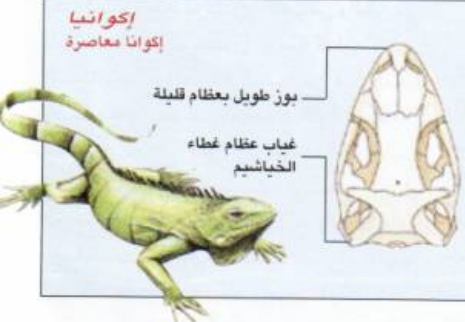 إكوانيا
إكوانا معاصرة
بوز طويل بعظام قليلة
غياب عظام غطاء
الخياشيم